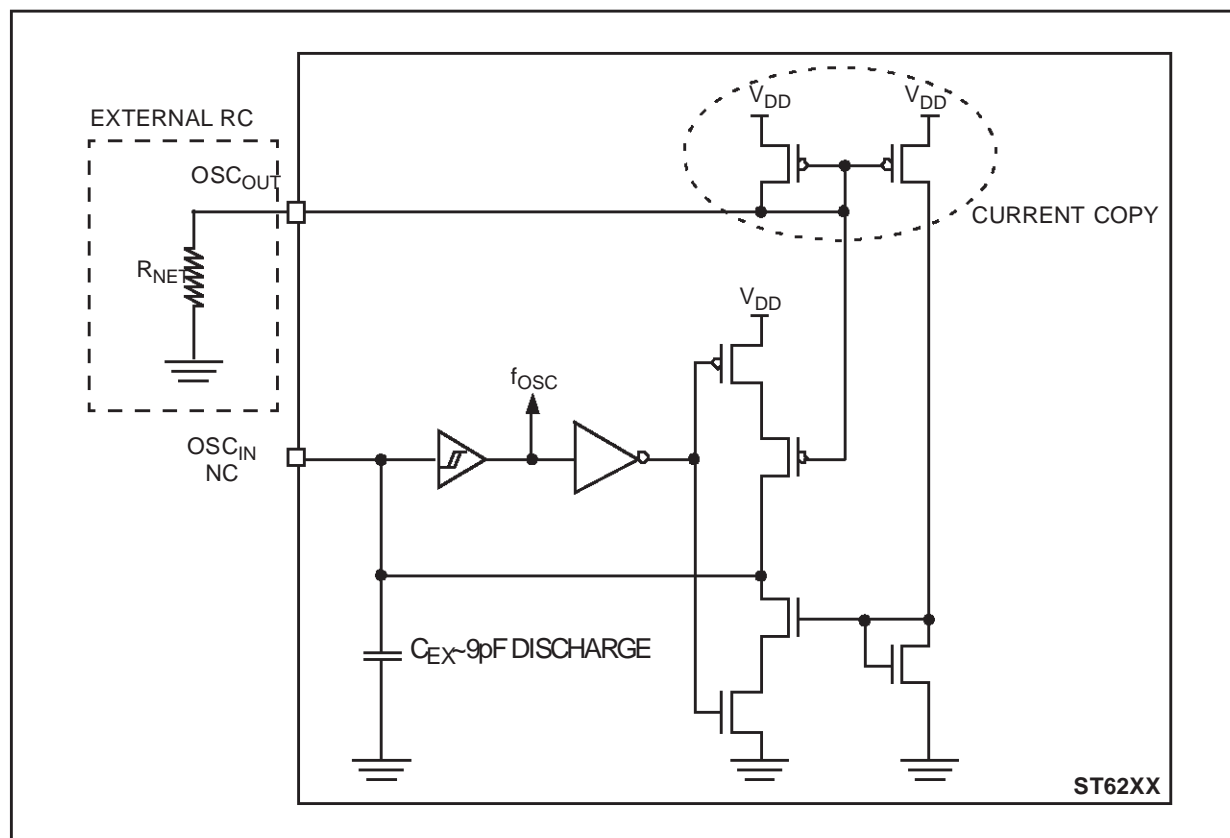 V_DD V_DD
EXTERNAL RC
OSC_OUT
CURRENT COPY
R_NET
V_DD
f_OSC
OSC_IN
NC
C_EX~9pF DISCHARGE
ST62XX